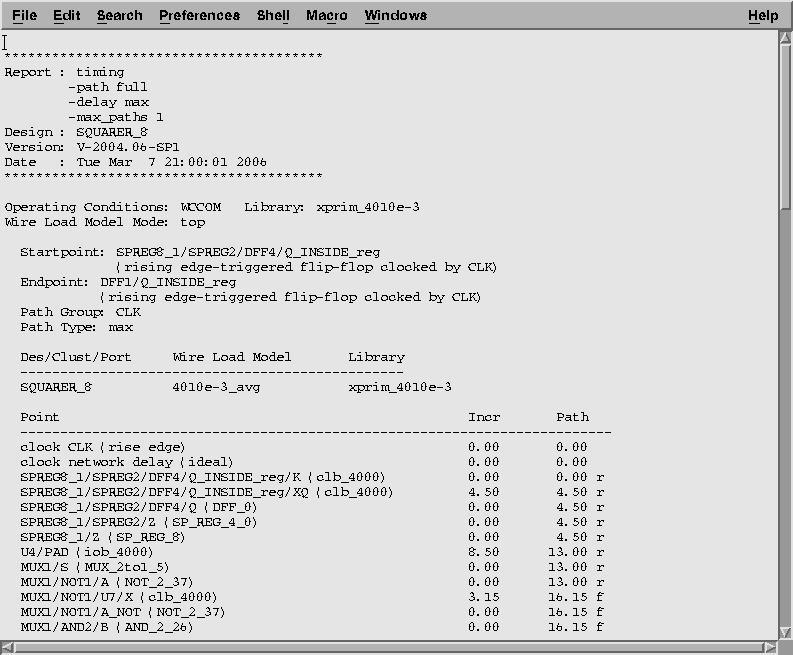 File Edit Search Preferences Shell Macro Windows Help
****************************************
Report : timing
-path full
-delay max
-max_paths 1
Design : SQUARER_8
Version: V-2004.06-SP1
Date : Tue Mar 7 21:00:01 2006
****************************************
Operating Conditions: WCCOM Library: xprim_4010e-3
Wire Load Model Mode: top
Startpoint: SPREG8_1/SPREG2/DFF4/Q_INSIDE_reg
(rising edge-triggered flip-flop clocked by CLK)
Endpoint: DFF1/Q_INSIDE_reg
(rising edge-triggered flip-flop clocked by CLK)
Path Group: CLK
Path Type: max
Des/Clust/Port Wire Load Model Library
------------------------------------------------
SQUARER_8 4010e-3_avg xprim_4010e-3
Point Incr Path
--------------------------------------------------------------------------
clock CLK (rise edge) 0.00 0.00
clock network delay (ideal) 0.00 0.00
SPREG8_1/SPREG2/DFF4/Q_INSIDE_reg/K (clb_4000) 0.00 0.00 r
SPREG8_1/SPREG2/DFF4/Q_INSIDE_reg/XQ (clb_4000) 4.50 4.50 r
SPREG8_1/SPREG2/DFF4/Q (DFF_0) 0.00 4.50 r
SPREG8_1/SPREG2/Z (SP_REG_4_0) 0.00 4.50 r
SPREG8_1/Z (SP_REG_8) 0.00 4.50 r
U4/PAD (iob_4000) 8.50 13.00 r
MUX1/S (MUX_2to1_5) 0.00 13.00 r
MUX1/NOT1/A (NOT_2_37) 0.00 13.00 r
MUX1/NOT1/U7/X (clb_4000) 3.15 16.15 f
MUX1/NOT1/A_NOT (NOT_2_37) 0.00 16.15 f
MUX1/AND2/B (AND_2_26) 0.00 16.15 f